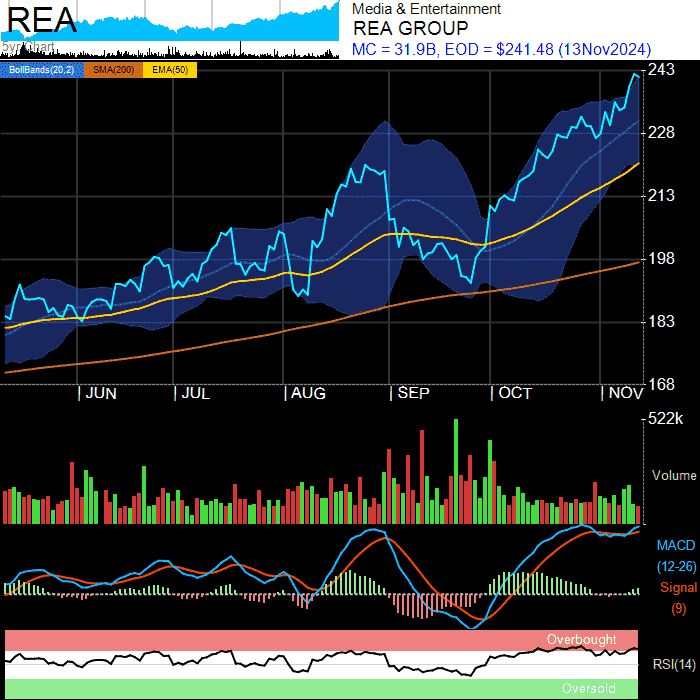 REA
5yr Chart
Media & Entertainment
REA GROUP
MC = 31.9B, EOD = $241.48 (13Nov2024)
BollBands(20,2) SMA(200) EMA(50)
243
228
213
198
183
168
| JUN | JUL | AUG | SEP | OCT | NOV
522k
Volume
MACD
(12-26)
Signal
(9)
Overbought
RSI(14)
Oversold